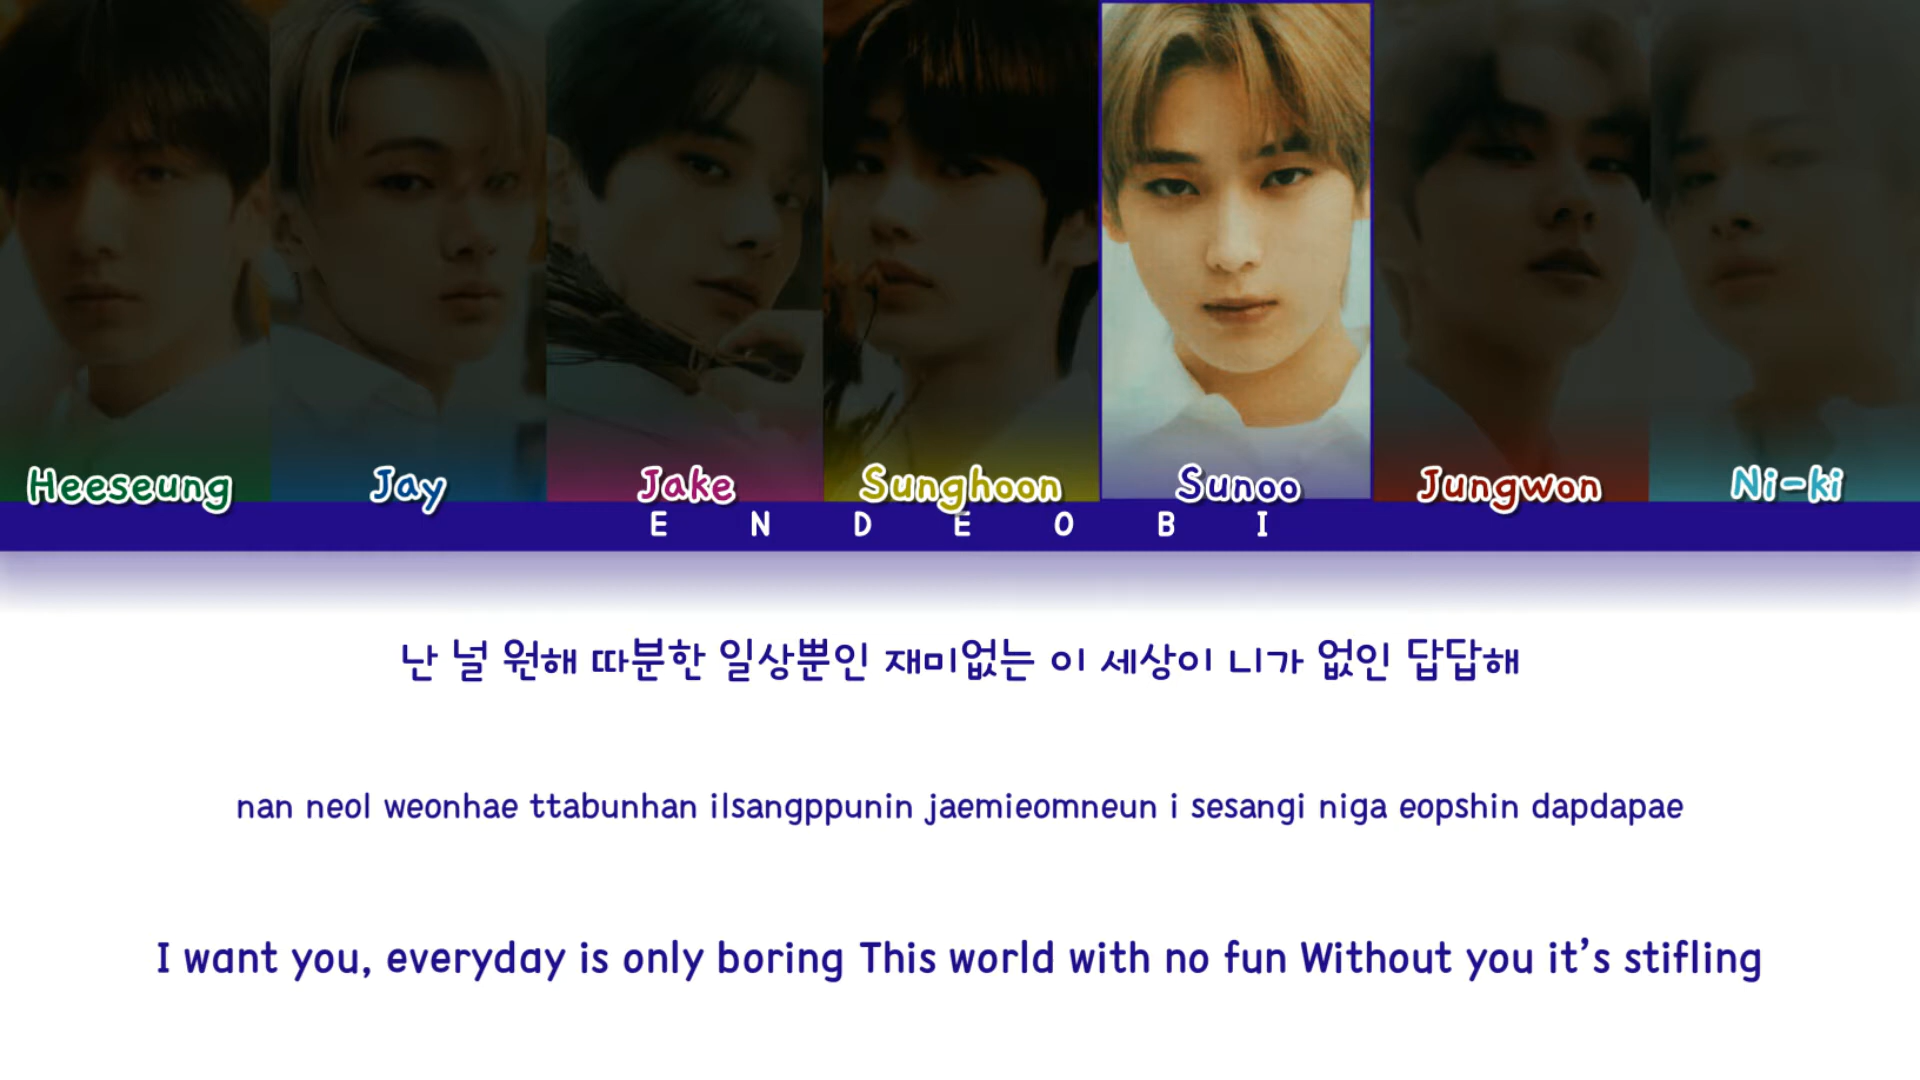 Heeseung Jay Jake Sunghoon Sunoo Jungwon Ni-ki
E N D E O B I
난 널 원해 따분한 일상뿐인 재미없는 이 세상이 니가 없인 답답해
nan neol weonhae ttabunhan ilsangppunin jaemieomneun i sesangi niga eopshin dapdapae
I want you, everyday is only boring This world with no fun Without you it's stifling